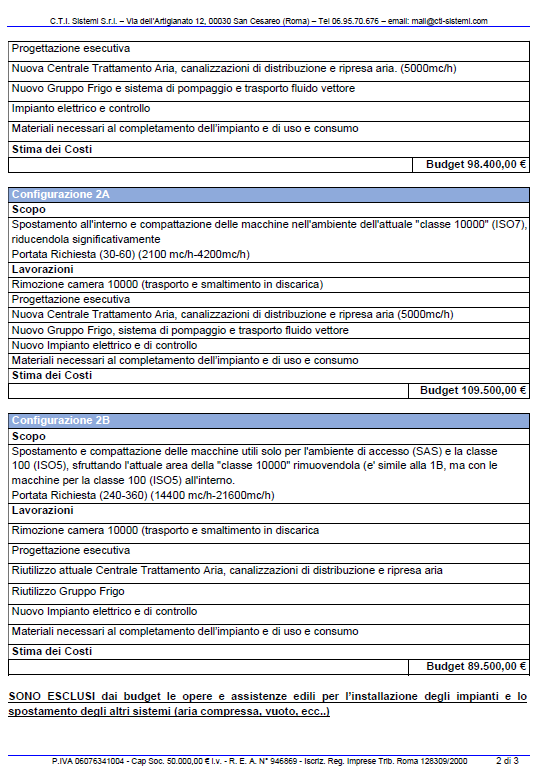 C.T.I. Sistemi S.r.l. – Via dell'Artigianato 12, 00030 San Cesareo (Roma) – Tel 06.95.70.676 – email: mail@cti-sistemi.com
Progettazione esecutiva
Nuova Centrale Trattamento Aria, canalizzazioni di distribuzione e ripresa aria. (5000mc/h)
Nuovo Gruppo Frigo e sistema di pompaggio e trasporto fluido vettore
Impianto elettrico e controllo
Materiali necessari al completamento dell'impianto e di uso e consumo
Stima dei Costi
Budget 98.400,00 €
Configurazione 2A
Scopo
Spostamento all'interno e compattazione delle macchine nell'ambiente dell'attuale "classe 10000" (ISO7),
riducendola significativamente
Portata Richiesta (30-60) (2100 mc/h-4200mc/h)
Lavorazioni
Rimozione camera 10000 (trasporto e smaltimento in discarica)
Progettazione esecutiva
Nuova Centrale Trattamento Aria, canalizzazioni di distribuzione e ripresa aria (5000mc/h)
Nuovo Gruppo Frigo, sistema di pompaggio e trasporto fluido vettore
Nuovo Impianto elettrico e di controllo
Materiali necessari al completamento dell'impianto e di uso e consumo
Stima dei Costi
Budget 109.500,00 €
Configurazione 2B
Scopo
Spostamento e compattazione delle macchine utili solo per l'ambiente di accesso (SAS) e la classe
100 (ISO5), sfruttando l'attuale area della "classe 10000" rimuovendola (e' simile alla 1B, ma con le
macchine per la classe 100 (ISO5) all'interno.
Portata Richiesta (240-360) (14400 mc/h-21600mc/h)
Lavorazioni
Rimozione camera 10000 (trasporto e smaltimento in discarica
Progettazione esecutiva
Riutilizzo attuale Centrale Trattamento Aria, canalizzazioni di distribuzione e ripresa aria
Riutilizzo Gruppo Frigo
Nuovo Impianto elettrico e di controllo
Materiali necessari al completamento dell'impianto e di uso e consumo
Stima dei Costi
Budget 89.500,00 €
SONO ESCLUSI dai budget le opere e assistenze edili per l'installazione degli impianti e lo
spostamento degli altri sistemi (aria compressa, vuoto, ecc..)
P.IVA 06076341004 - Cap Soc. 50.000,00 € i.v. - R. E. A. N° 946869 - Iscriz. Reg. Imprese Trib. Roma 128309/2000 2 di 3